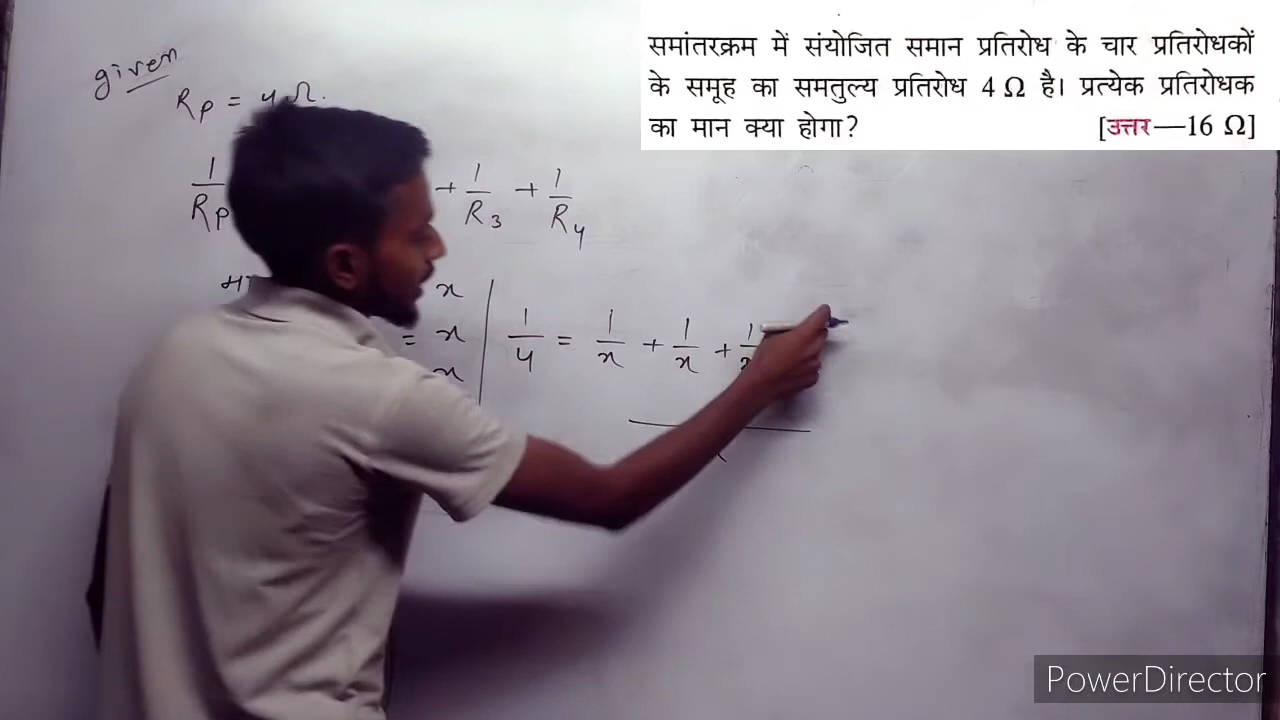 समांतरक्रम में संयोजित समान प्रतिरोध के चार प्रतिरोधकों
के समूह का समतुल्य प्रतिरोध 4 Ω है। प्रत्येक प्रतिरोधक
का मान क्या होगा? [उत्तर—16 Ω]
given
Rp = 4 Ω.
1/Rp + 1/R3 + 1/R4
x
= x
x
1/4 = 1/x + 1/x + 1/x
PowerDirector